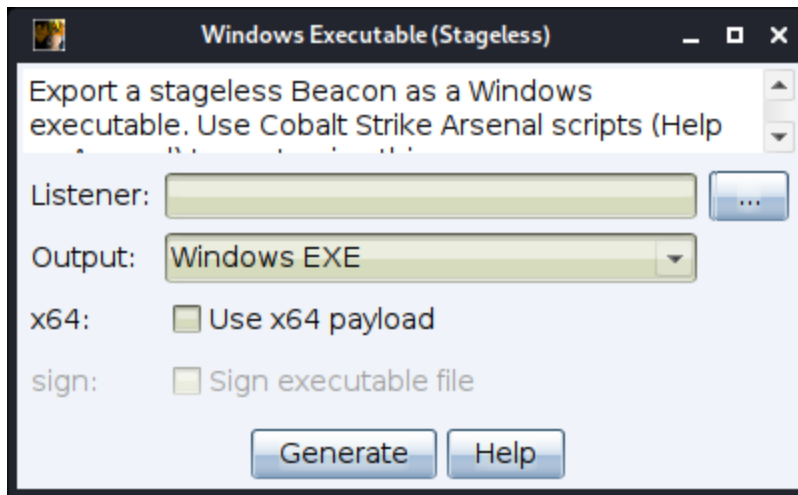 Windows Executable (Stageless)
Export a stageless Beacon as a Windows
executable. Use Cobalt Strike Arsenal scripts (Help
Listener:
...
Output: Windows EXE
x64: Use x64 payload
sign: Sign executable file
Generate Help